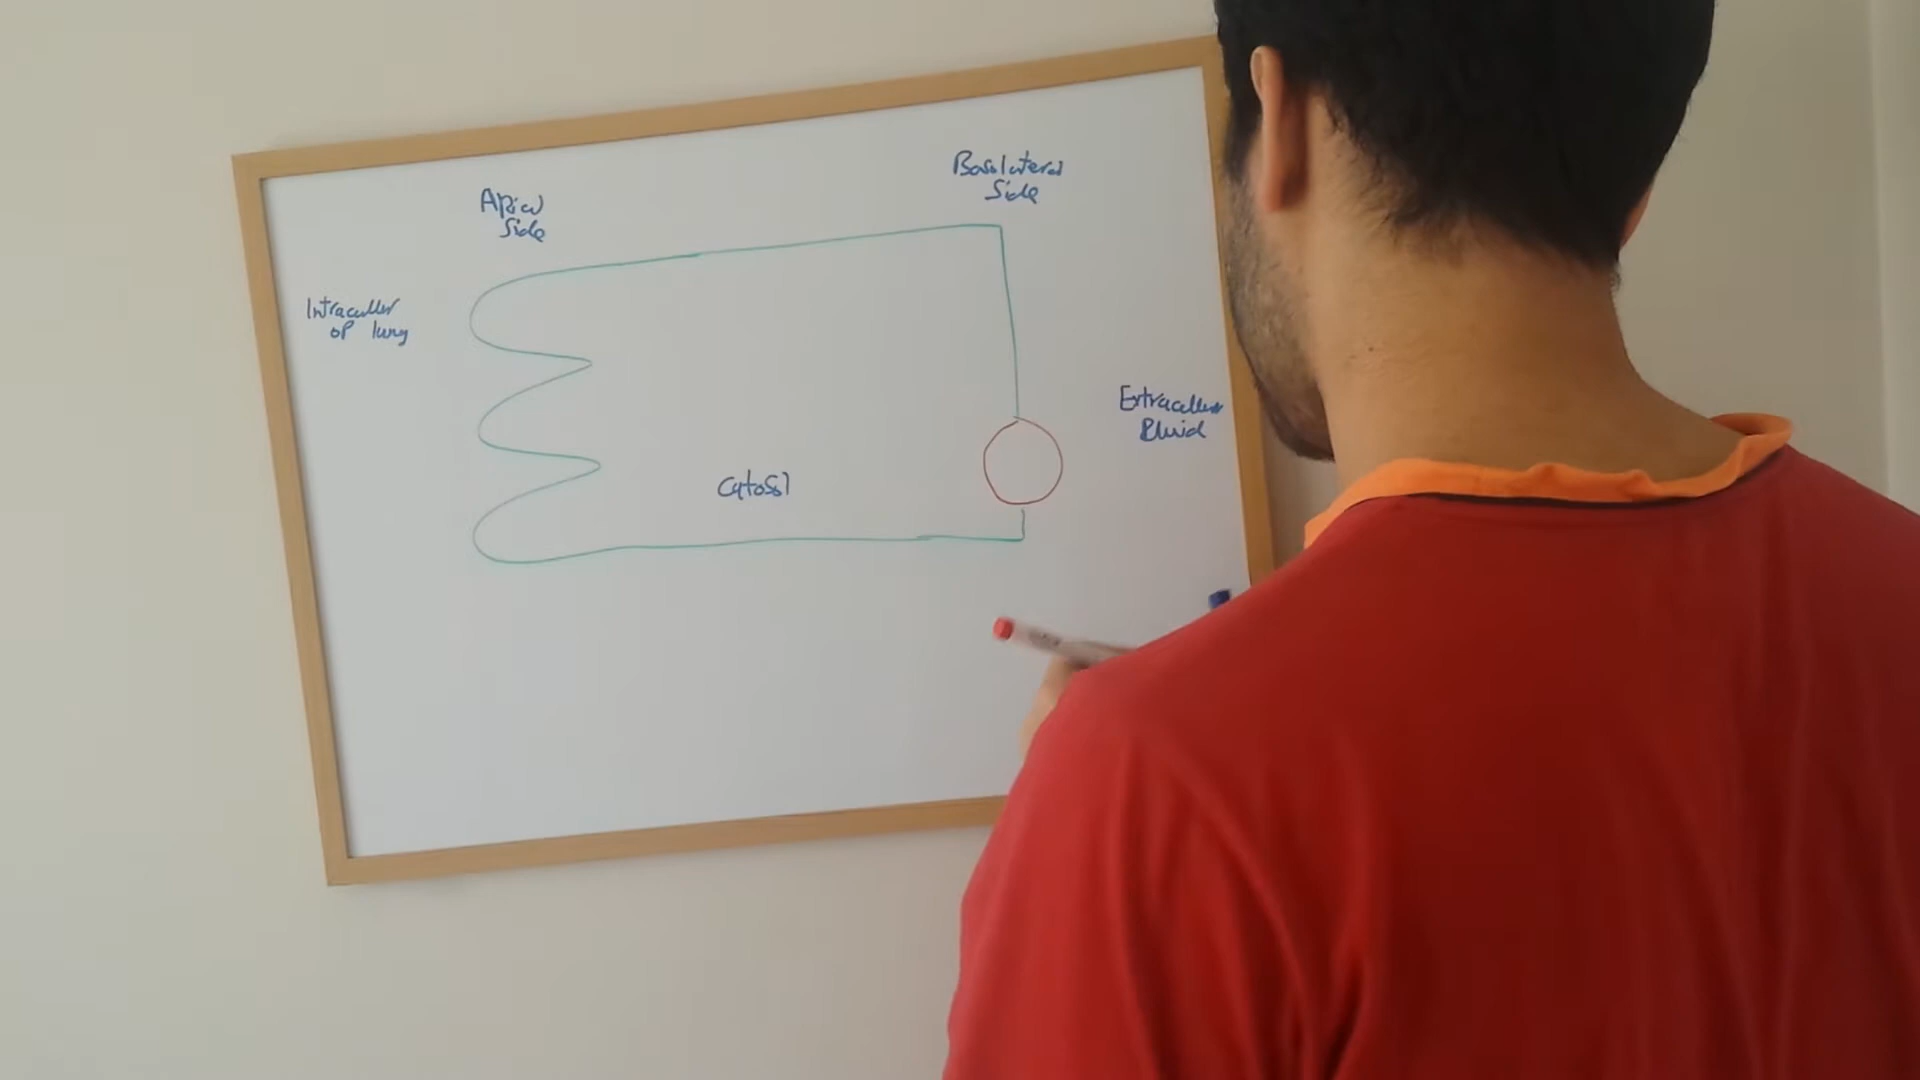 Apical
Side
Basolateral
Side
Intracellular
of lung
Extracellular
Fluid
Cytosol